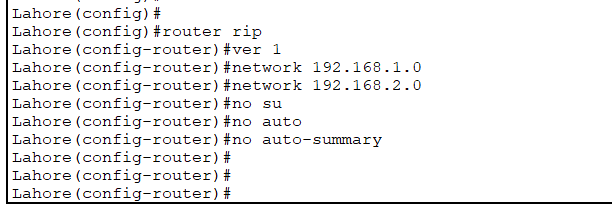 Lahore(config)#
Lahore(config)#router rip
Lahore(config-router)#ver 1
Lahore(config-router)#network 192.168.1.0
Lahore(config-router)#network 192.168.2.0
Lahore(config-router)#no su
Lahore(config-router)#no auto
Lahore(config-router)#no auto-summary
Lahore(config-router)#
Lahore(config-router)#
Lahore(config-router)#